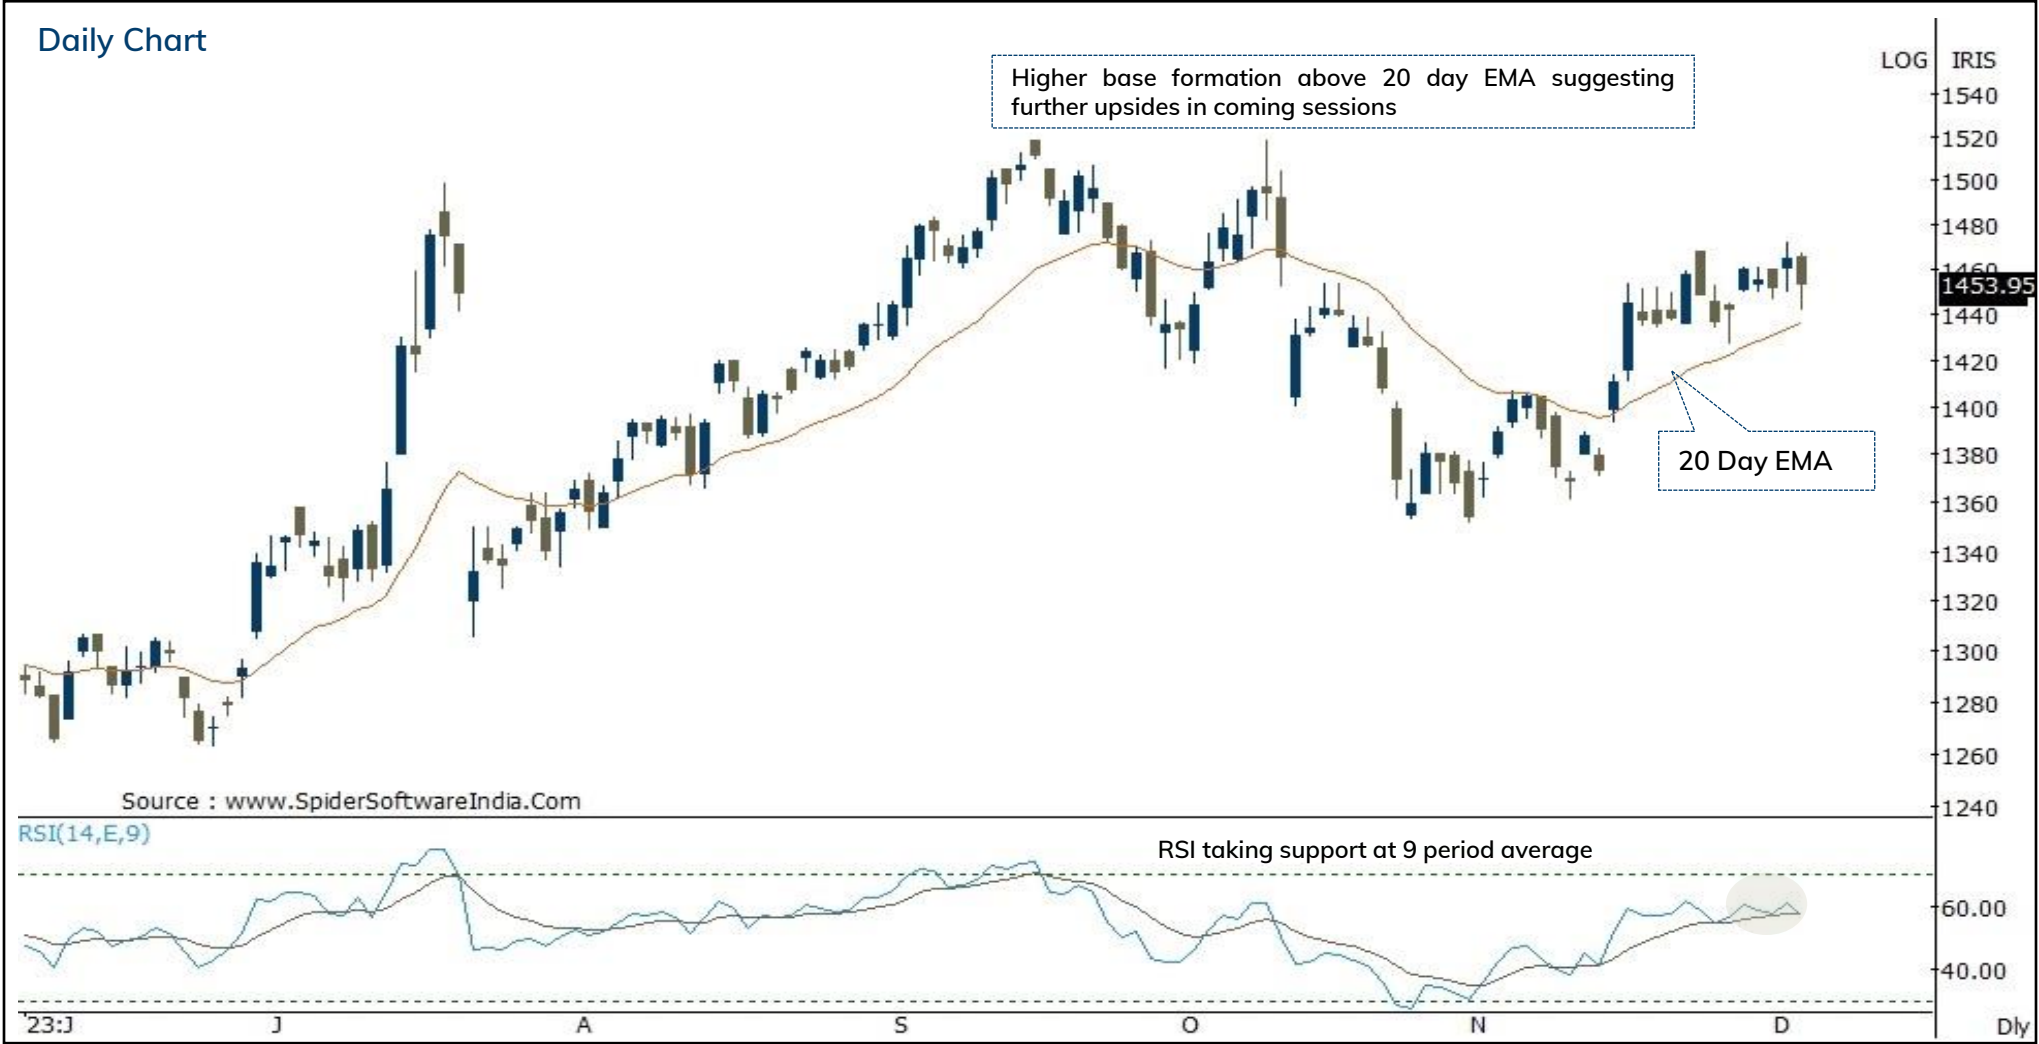 Daily Chart
Higher base formation above 20 day EMA suggesting
further upsides in coming sessions
LOG IRIS
1540
1520
1500
1480
1460
1453.95
1440
1420
1400
20 Day EMA
1380
1360
1340
1320
1300
1280
1260
1240
Source : www.SpiderSoftwareIndia.Com
RSI(14,E,9)
RSI taking support at 9 period average
60.00
40.00
'23:J J A S O N D Dly